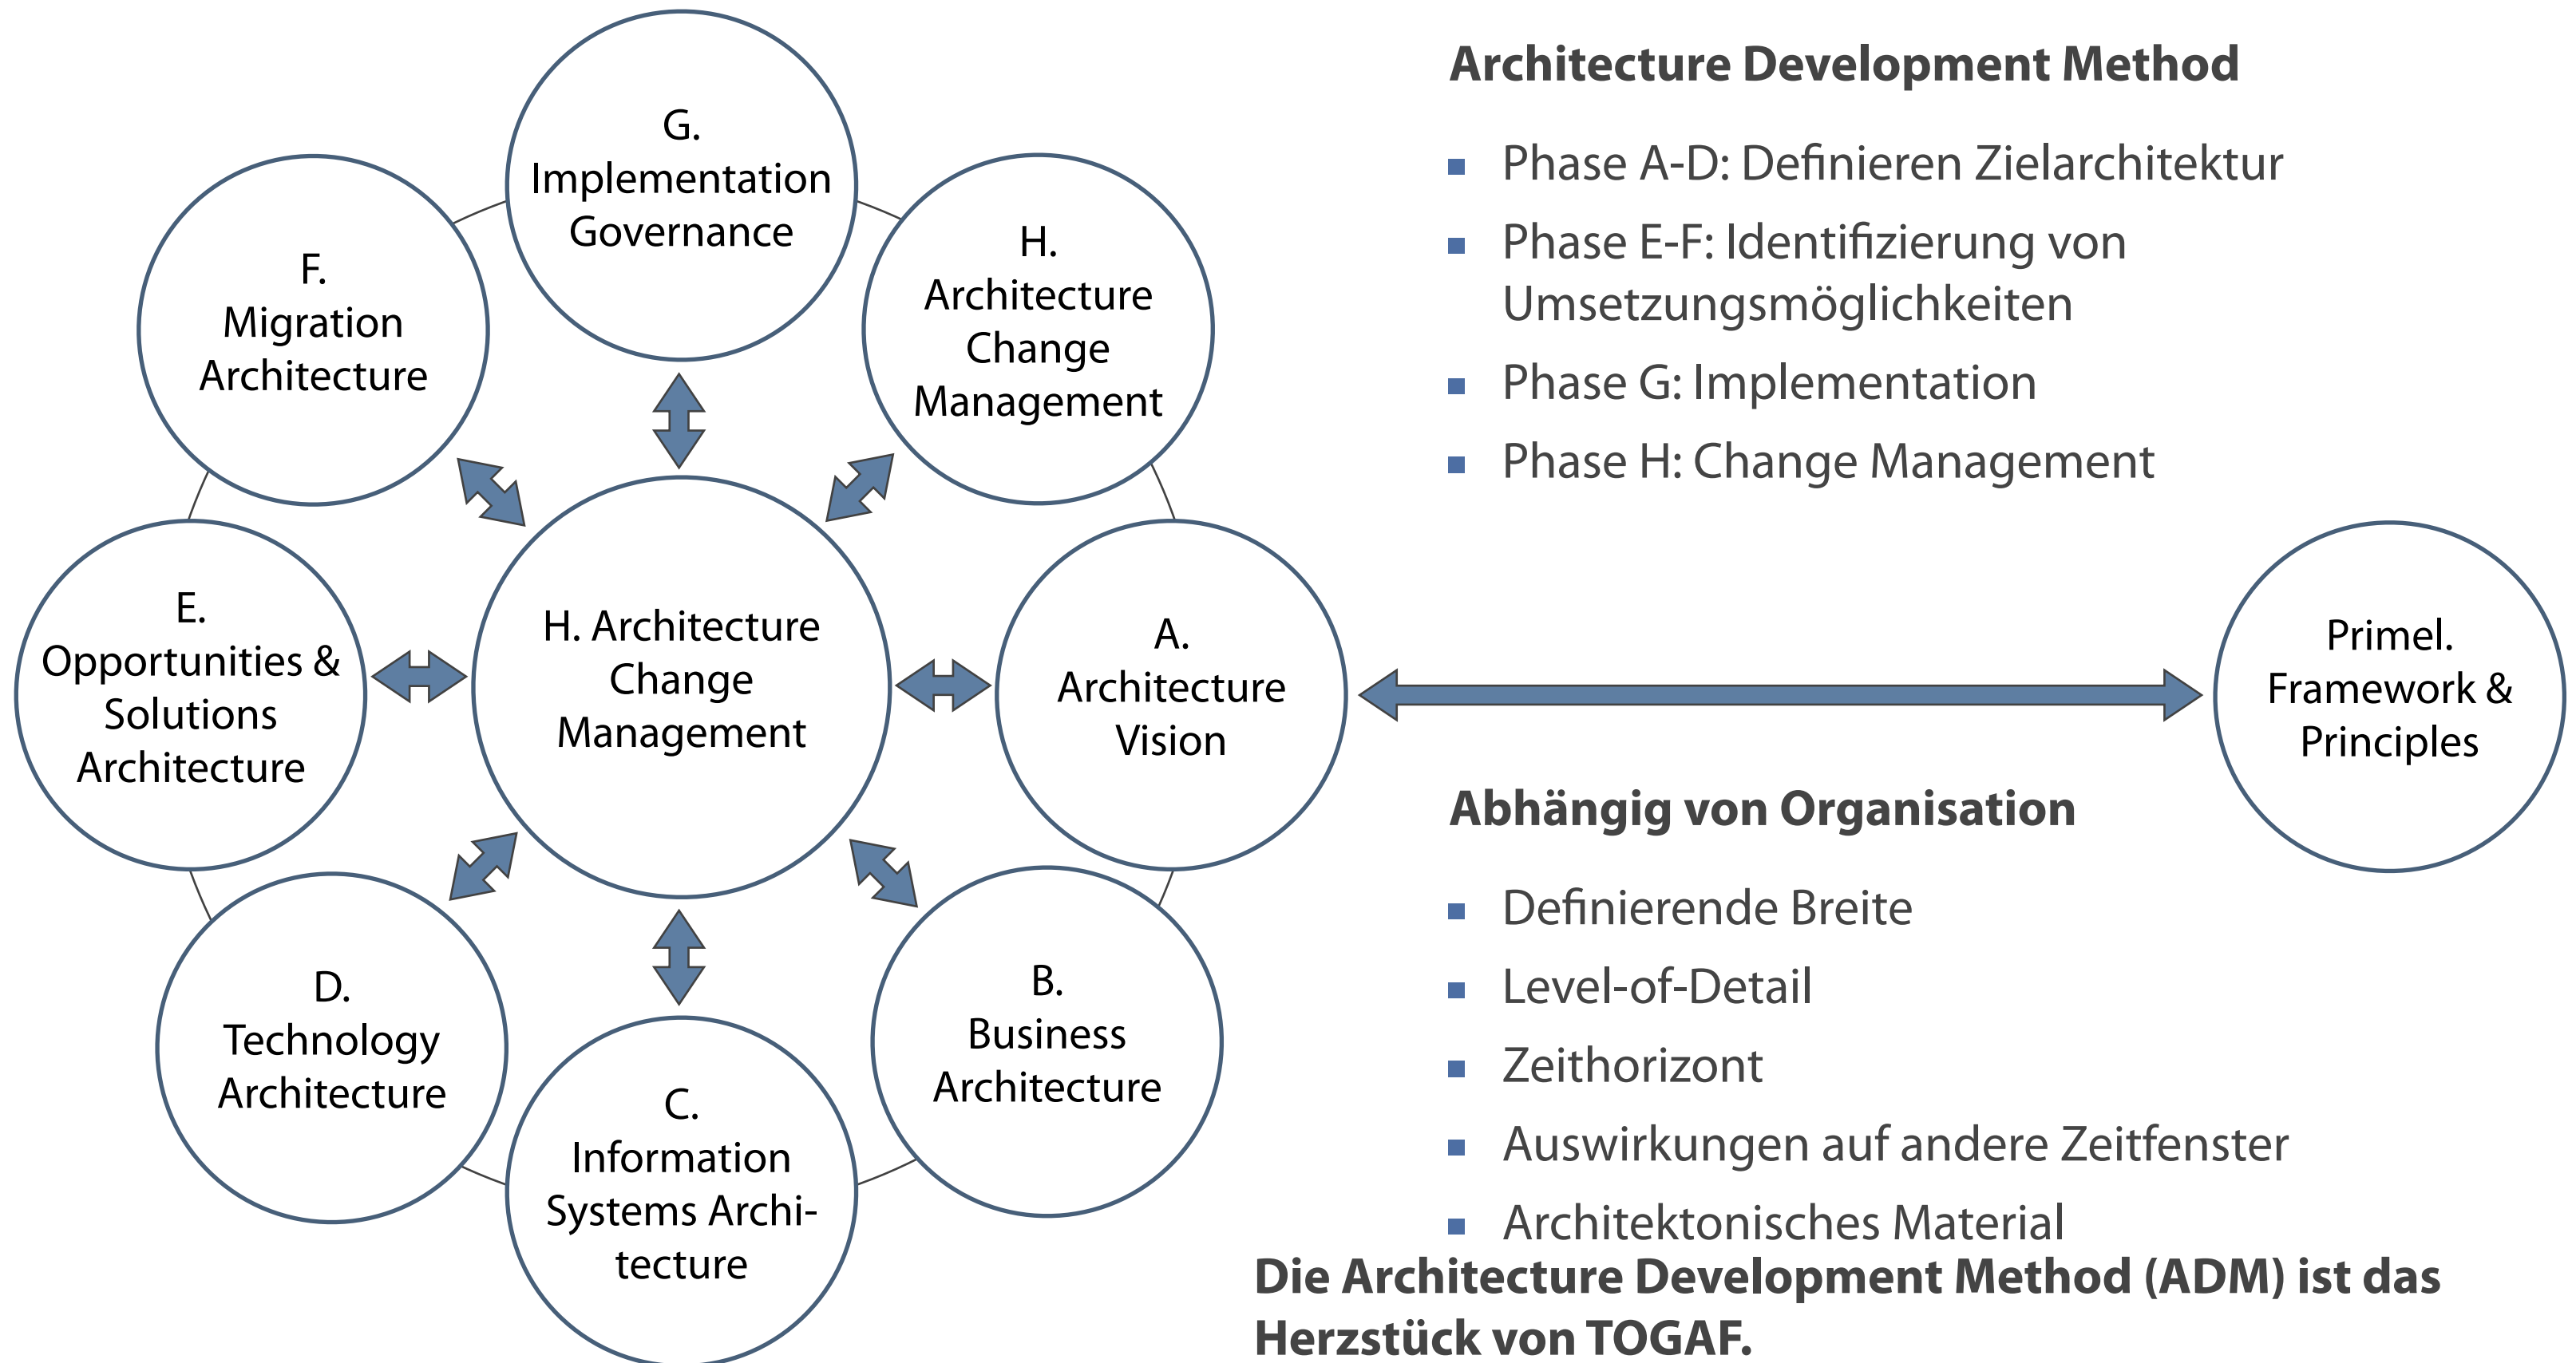 G.
Implementation
Governance
H.
Architecture
Change
Management
F.
Migration
Architecture
E.
Opportunities &
Solutions
Architecture
H. Architecture
Change
Management
A.
Architecture
Vision
D.
Technology
Architecture
C.
Information
Systems Archi-
tecture
B.
Business
Architecture
Primel.
Framework &
Principles
Architecture Development Method
Phase A-D: Definieren Zielarchitektur
Phase E-F: Identifizierung von
Umsetzungsmöglichkeiten
Phase G: Implementation
Phase H: Change Management
Abhängig von Organisation
Definierende Breite
Level-of-Detail
Zeithorizont
Auswirkungen auf andere Zeitfenster
Architektonisches Material
Die Architecture Development Method (ADM) ist das
Herzstück von TOGAF.